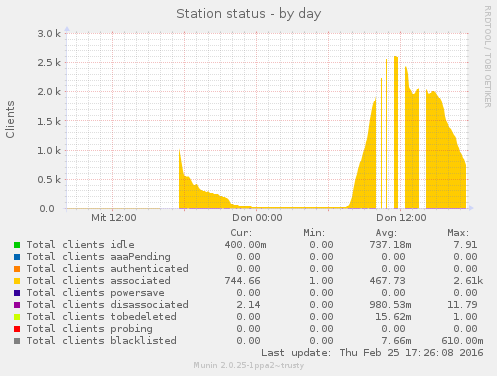 Station status - by day
RRDTOOL / TOBI OETIKER
Clients
3.0 k
2.5 k
2.0 k
1.5 k
1.0 k
0.5 k
0.0
Mit 12:00 Don 00:00 Don 12:00
Cur: Min: Avg: Max:
Total clients idle 400.00m 0.00 737.18m 7.91
Total clients aaaPending 0.00 0.00 0.00 0.00
Total clients authenticated 0.00 0.00 0.00 0.00
Total clients associated 744.66 1.00 467.73 2.61k
Total clients powersave 0.00 0.00 0.00 0.00
Total clients disassociated 2.14 0.00 980.53m 11.79
Total clients tobedeleted 0.00 0.00 15.62m 1.00
Total clients probing 0.00 0.00 0.00 0.00
Total clients blacklisted 0.00 0.00 7.66m 610.00m
Last update: Thu Feb 25 17:26:08 2016
Munin 2.0.25-1ppa2~trusty